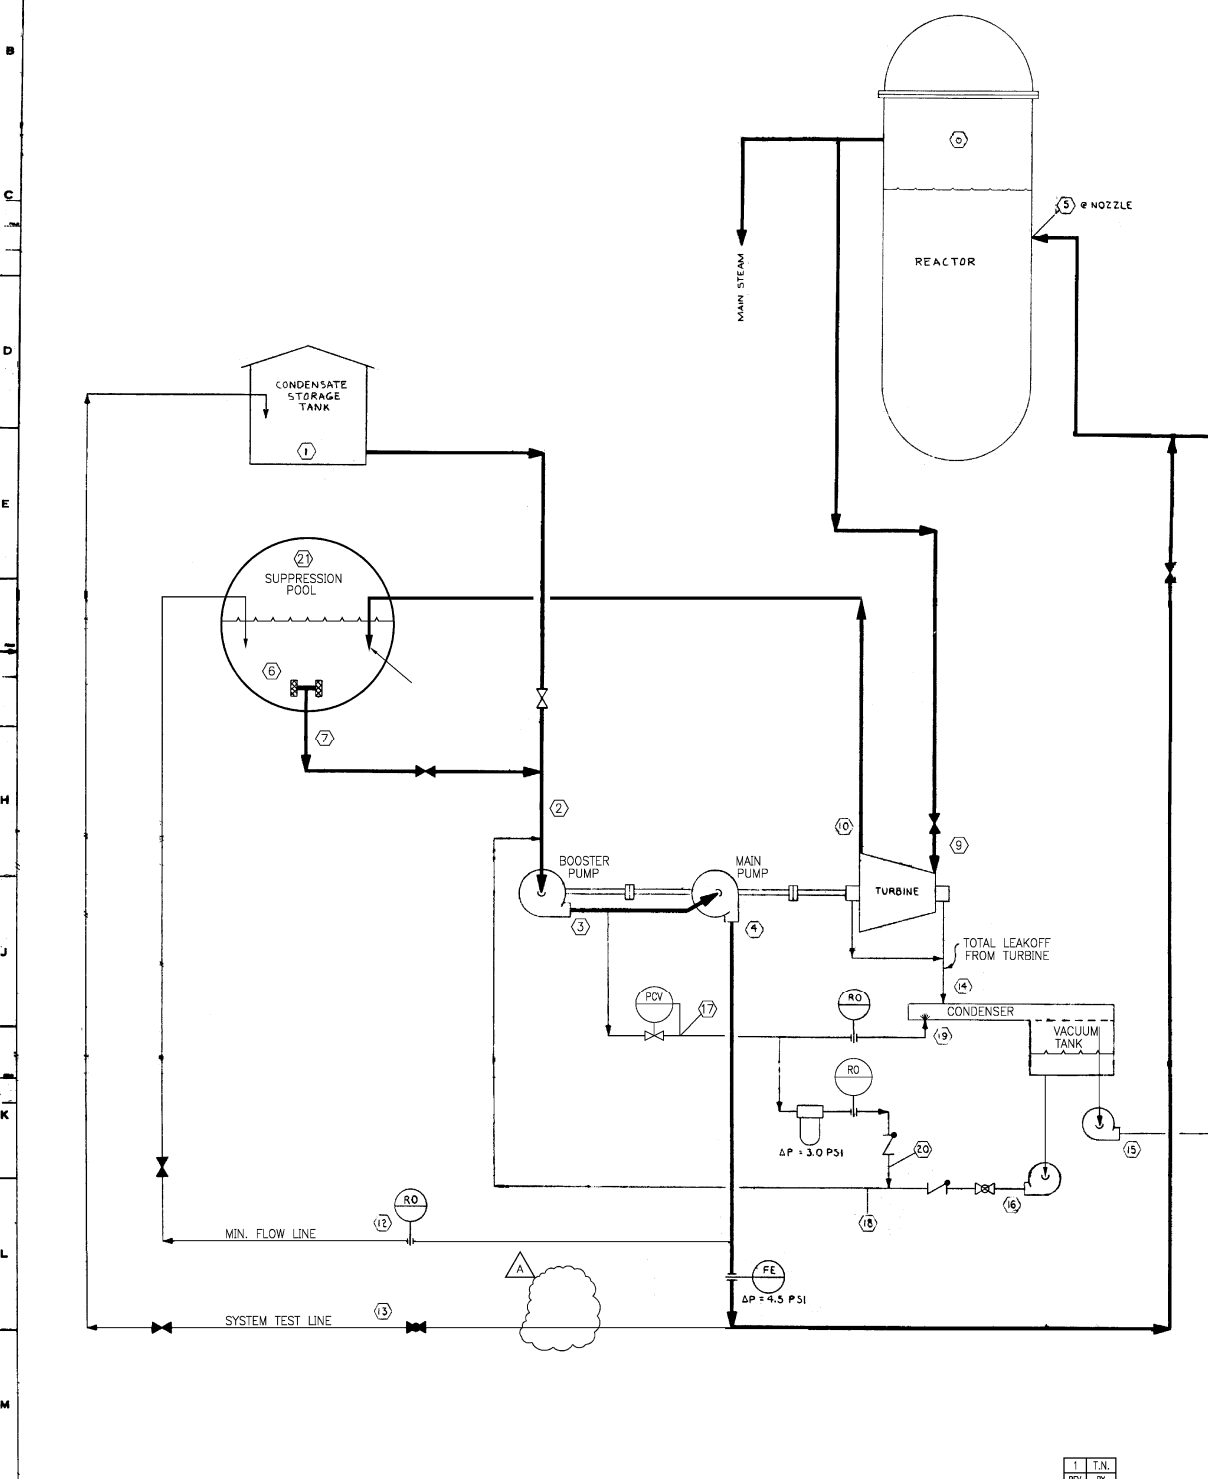 B
0
C
5 @ NOZZLE
REACTOR
MAIN STEAM
D
CONDENSATE
STORAGE
TANK
1
E
21
SUPPRESSION
POOL
6
7
H
2
10
9
BOOSTER
PUMP
MAIN
PUMP
TURBINE
3
4
J
TOTAL LEAKOFF
FROM TURBINE
14
PCV
17
RO
CONDENSER
19
VACUUM
TANK
RO
K
ΔP = 3.0 PSI
20
15
16
RO
12
18
MIN. FLOW LINE
L
A
FE
ΔP = 4.5 PSI
13
SYSTEM TEST LINE
M
1 T.N.
REV BY